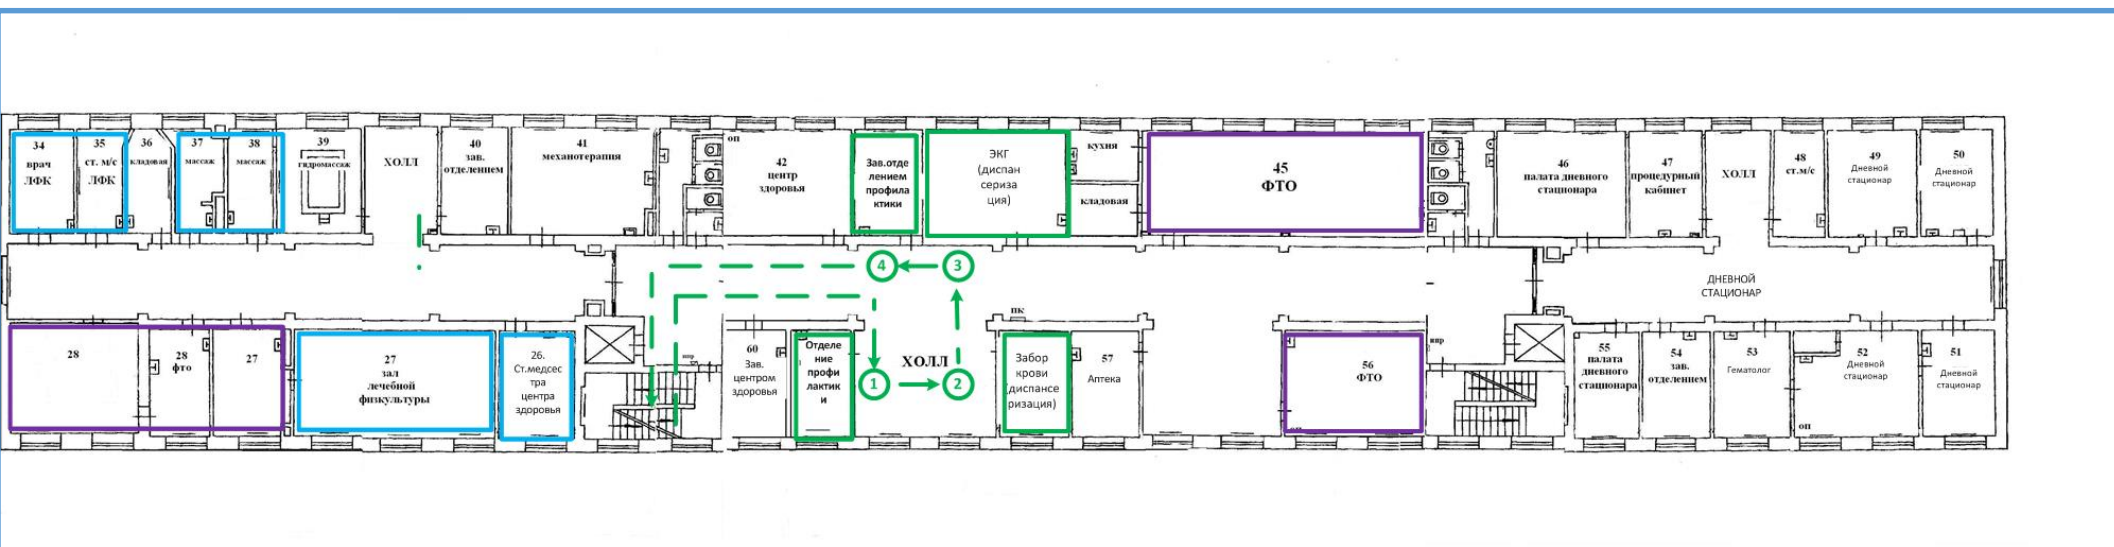 34
врач
ЛФК
35
ст. м/с
ЛФК
36
кладовая
37
массаж
38
массаж
39
гидромассаж
ХОЛЛ
40
зав.
отделением
41
механотерапия
оп
42
центр
здоровья
Зав.отде
лением
профила
ктики
ЭКГ
(диспан
сериза
ция)
кухня
кладовая
45
ФТО
46
палата дневного
стационара
47
процедурный
кабинет
ХОЛЛ
48
ст.м/с
49
Дневной
стационар
50
Дневной
стационар
4
3
ДНЕВНОЙ
СТАЦИОНАР
пк
28
28
фто
27
27
зал
лечебной
физкультуры
26.
Ст.медсес
тра
центра
здоровья
60
Зав.
центром
здоровья
Отделе
ние
профи
лактик
и
ХОЛЛ
1
2
Забор
крови
(диспансе
ризация)
57
Аптека
56
ФТО
55
палата
дневного
стационара
54
зав.
отделением
53
Гематолог
52
Дневной
стационар
оп
51
Дневной
стационар